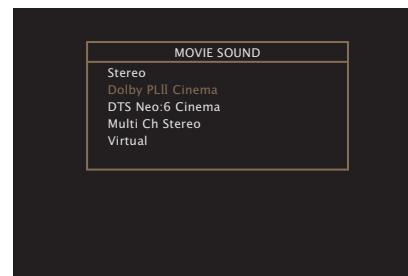 MOVIE SOUND
Stereo
Dolby PLII Cinema
DTS Neo:6 Cinema
Multi Ch Stereo
Virtual